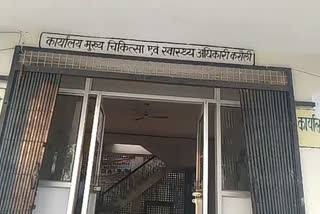 कार्यालय मुख्य चिकित्सा एवं स्वास्थ्य अधिकारी करौली
कार्या